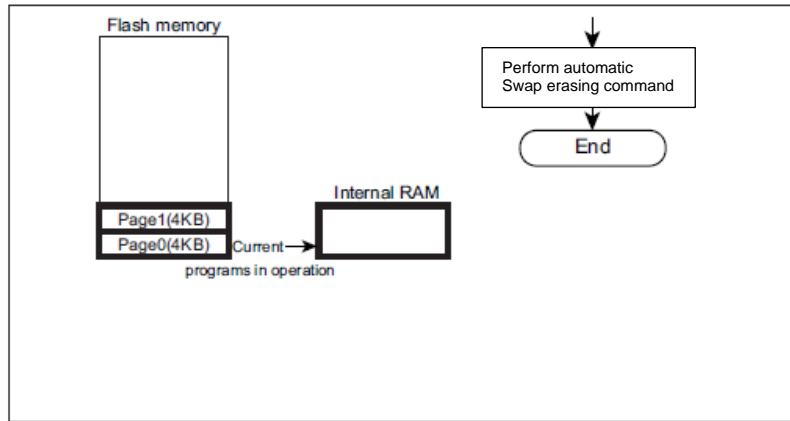 Flash memory
Perform automatic
Swap erasing command
End
Internal RAM
Page1(4KB)
Page0(4KB)
Current
programs in operation